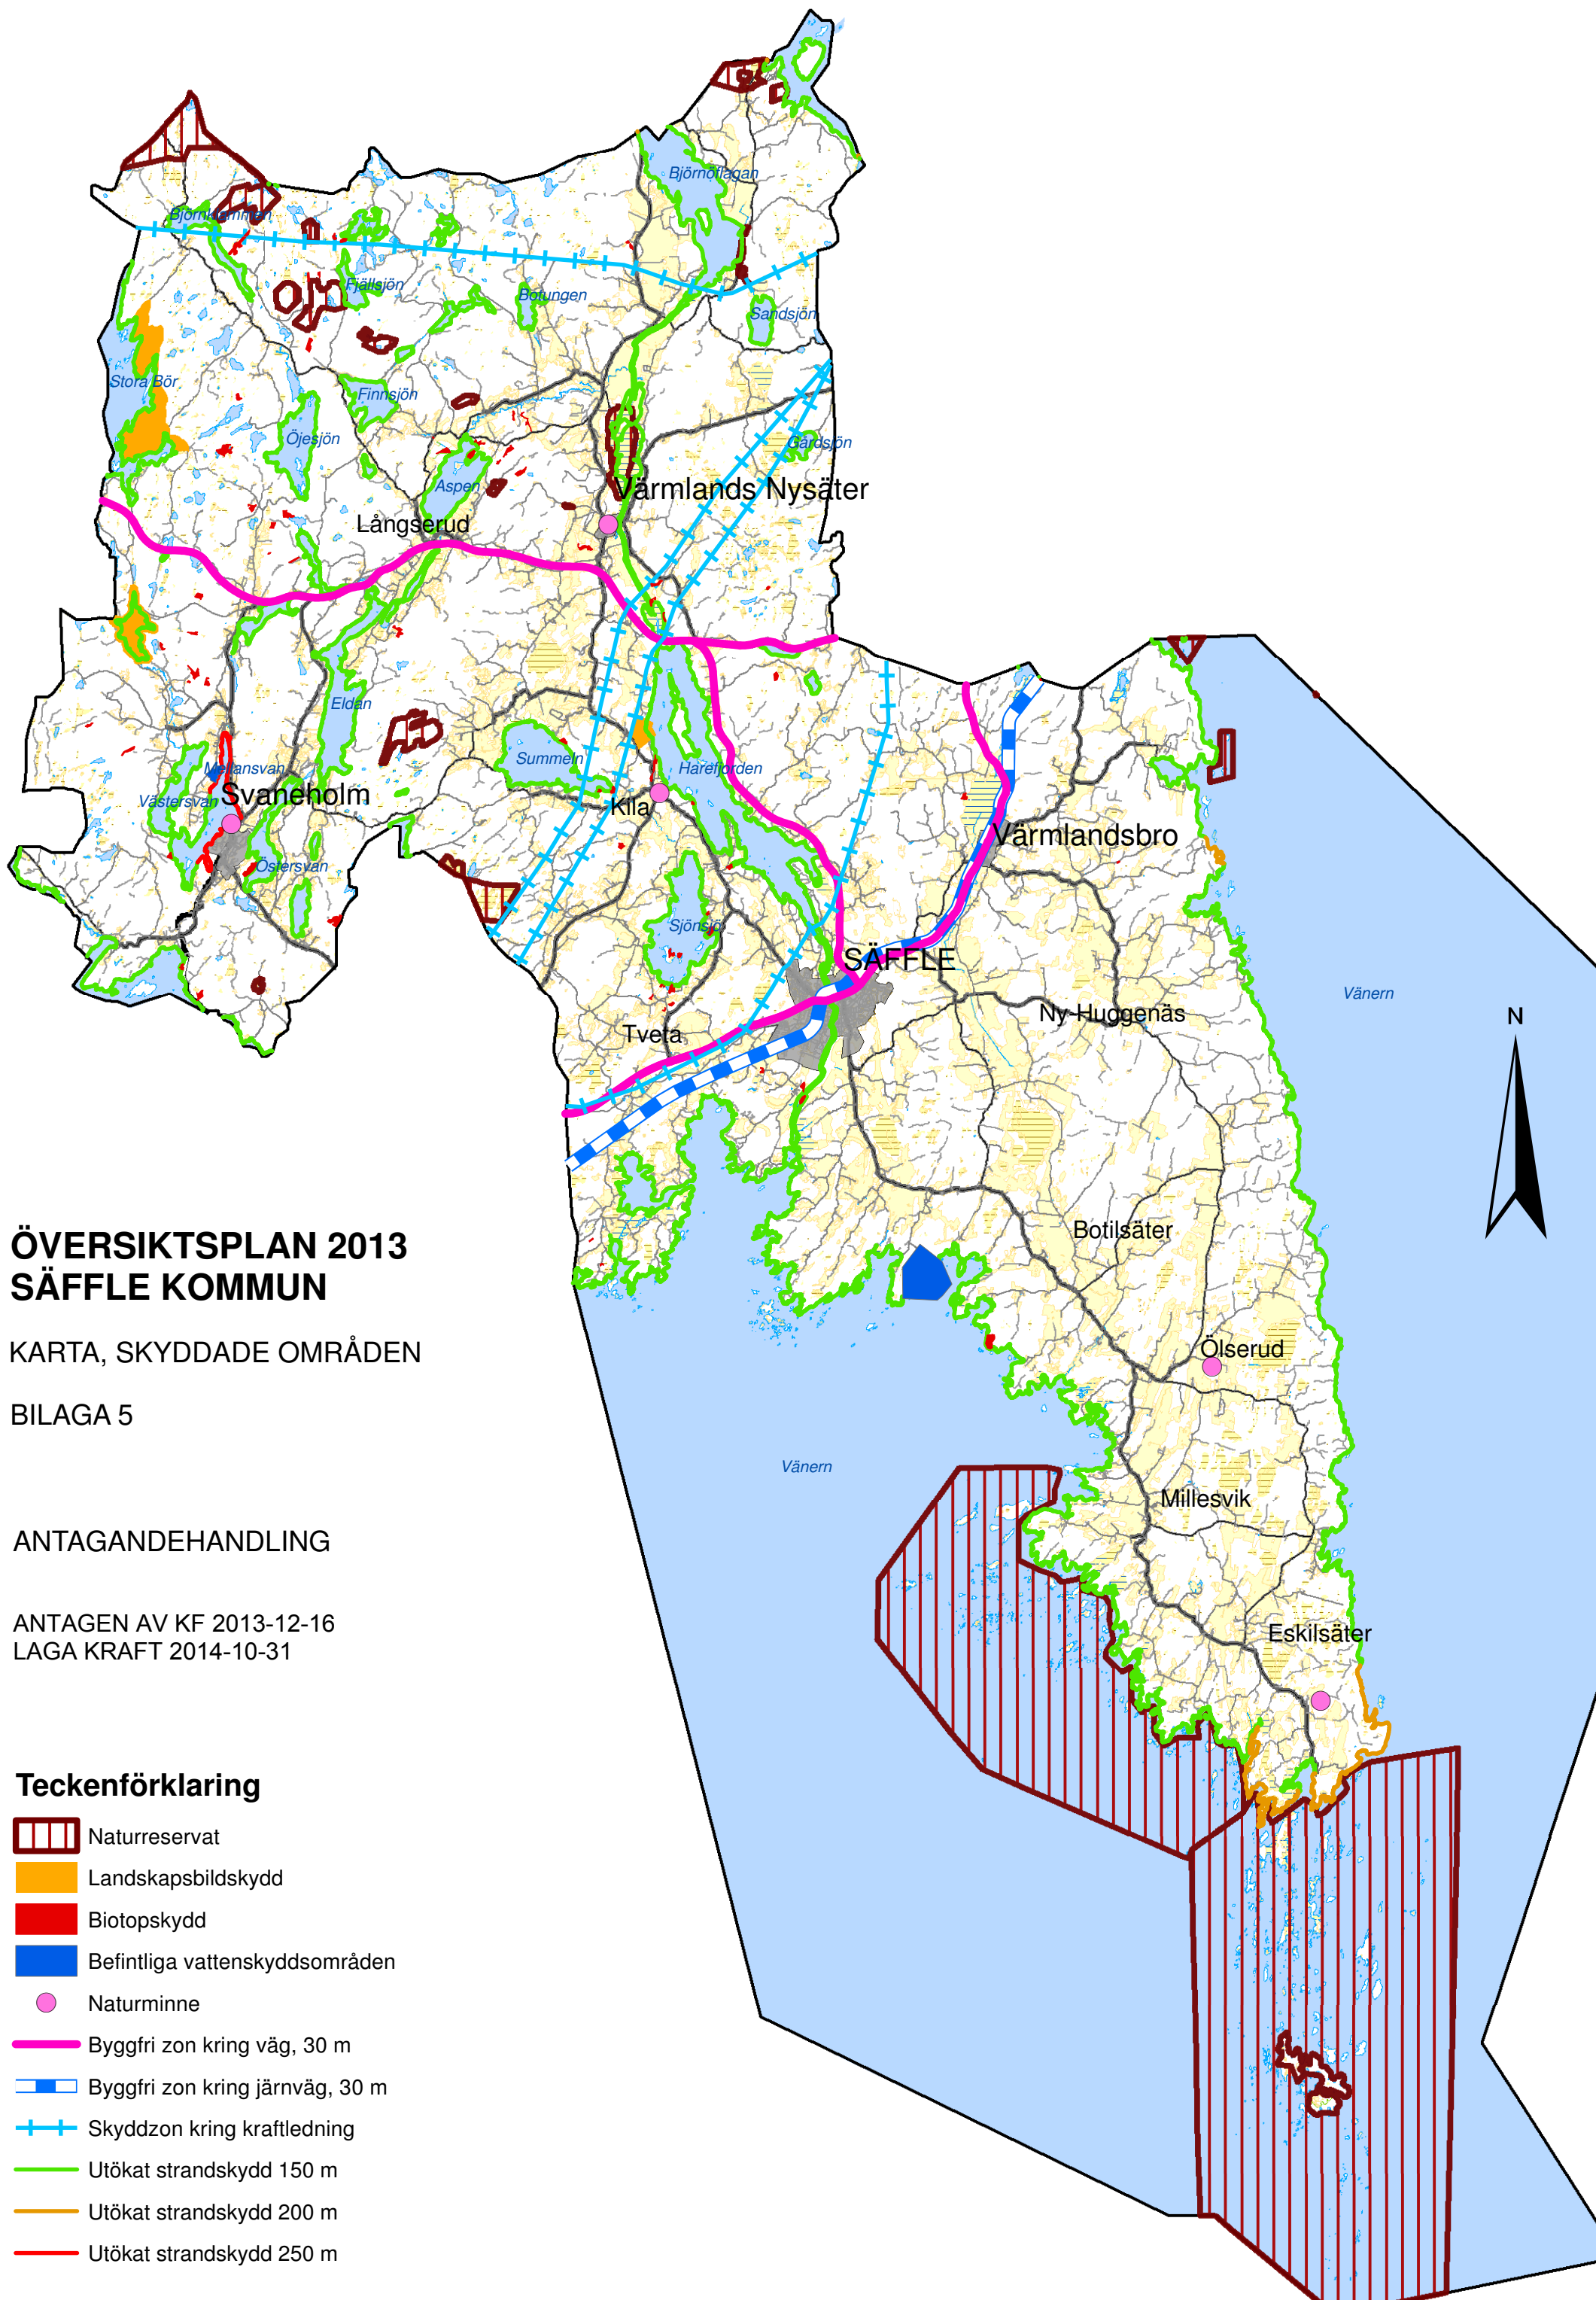 Björnöflagan
Björnklammen
Fjällsjön
Botungen
Sandsjön
Stora Bör
Finnsjön
Öjesjön
Gårdsjön
Aspen
Värmlands Nysäter
Långserud
Eldan
Summeln
Harefjorden
Mellansvan
Svaneholm
Västersvan
Kila
Värmlandsbro
Östersvan
Sjönsjö
SÄFFLE
Vänern
Ny-Huggenäs
N
Tveta
Botilsäter
ÖVERSIKTSPLAN 2013
SÄFFLE KOMMUN
KARTA, SKYDDADE OMRÅDEN
Ölserud
BILAGA 5
Vänern
Millesvik
ANTAGANDEHANDLING
ANTAGEN AV KF 2013-12-16
LAGA KRAFT 2014-10-31
Eskilsäter
Teckenförklaring
Naturreservat
Landskapsbildskydd
Biotopskydd
Befintliga vattenskyddsområden
Naturminne
Byggfri zon kring väg, 30 m
Byggfri zon kring järnväg, 30 m
Skyddzon kring kraftledning
Utökat strandskydd 150 m
Utökat strandskydd 200 m
Utökat strandskydd 250 m